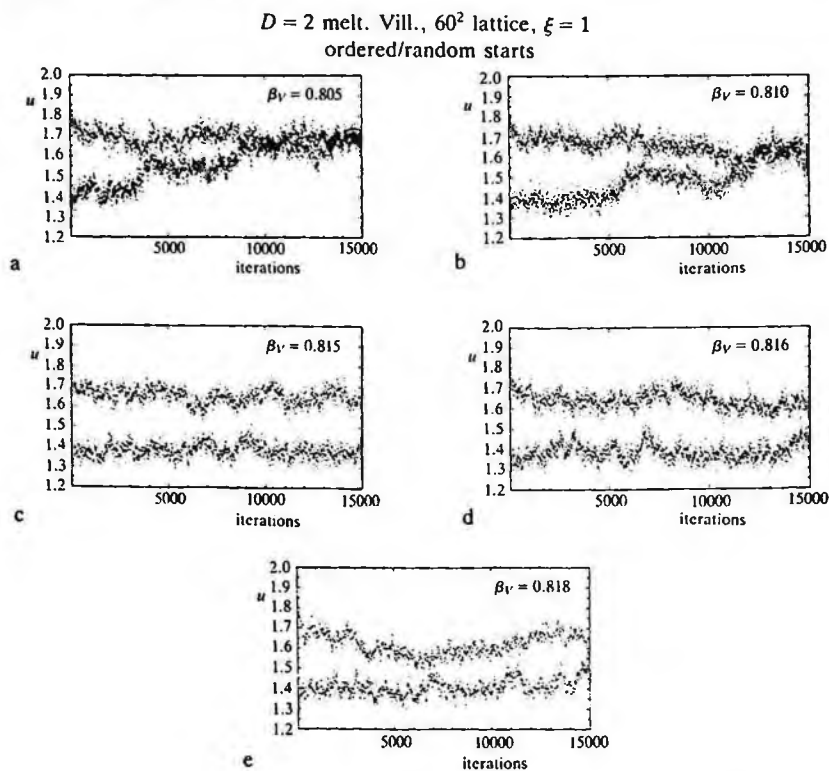 D = 2 melt. Vill., 60² lattice, ξ = 1
ordered/random starts
2.0
1.9
1.8
1.7
1.6
1.5
1.4
1.3
1.2
u
β_V = 0.805
5000 10000 15000
iterations
a
2.0
1.9
1.8
1.7
1.6
1.5
1.4
1.3
1.2
u
β_V = 0.810
5000 10000 15000
iterations
b
2.0
1.9
1.8
1.7
1.6
1.5
1.4
1.3
1.2
u
β_V = 0.815
5000 10000 15000
iterations
c
2.0
1.9
1.8
1.7
1.6
1.5
1.4
1.3
1.2
u
β_V = 0.816
5000 10000 15000
iterations
d
2.0
1.9
1.8
1.7
1.6
1.5
1.4
1.3
1.2
u
β_V = 0.818
5000 10000 15000
iterations
e